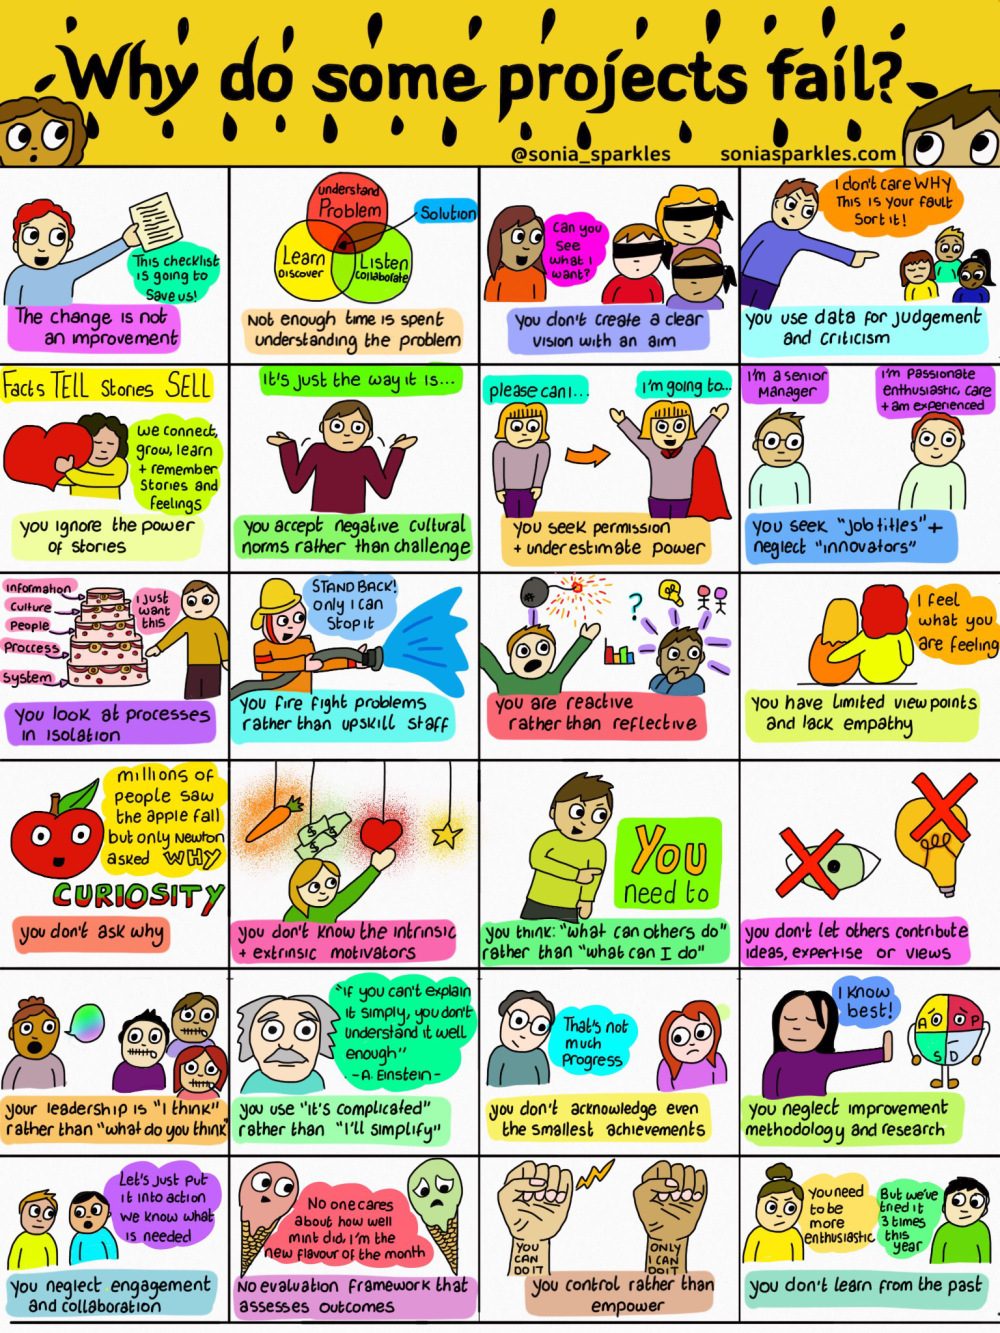 Why do some projects fail?
@sonia_sparkles soniasparkles.com
This checklist
is going to
save us!
The change is not
an improvement
understand
Problem
Solution
Learn
Discover
Listen
collaborate
Not enough time is spent
understanding the problem
Can you
see
what I
want?
you don't create a clear
vision with an aim
I don't care WHY
This is your fault
Sort it!
you use data for judgement
and criticism
Facts TELL Stories SELL
we connect,
grow, learn
+ remember
stories and
feelings
you ignore the power
of stories
it's just the way it is...
you accept negative cultural
norms rather than challenge
please can i...
i'm going to...
you seek permission
+ underestimate power
i'm a senior
manager
i'm passionate
enthusiastic, care
+ am experienced
you seek "job titles" +
neglect "innovators"
Information
Culture
People
Proccess
System
I just
want
this
you look at processes
in isolation
STAND BACK!
only I can
stop it
you fire fight problems
rather than upskill staff
?
you are reactive
rather than reflective
I feel
what you
are feeling
you have limited viewpoints
and lack empathy
millions of
people saw
the apple fall
but only Newton
asked WHY
CURIOSITY
you don't ask why
you don't know the intrinsic
+ extrinsic motivators
You
need to
you think: "what can others do"
rather than "what can I do"
you don't let others contribute
ideas, expertise or views
your leadership is "I think"
rather than "what do you think"
"if you can't explain
it simply, you don't
understand it well
enough"
- A. Einstein -
you use "it's complicated"
rather than "I'll simplify"
That's not
much
progress
you don't acknowledge even
the smallest achievements
I know
best!
A P
S D
you neglect improvement
methodology and research
Let's just put
it into action
we know what
is needed
you neglect engagement
and collaboration
No one cares
about how well
mint did, I'm the
new flavour of the month
No evaluation framework that
assesses outcomes
YOU
CAN
DO IT
ONLY
I CAN
DO IT
you control rather than
empower
you need
to be
more
enthusiastic
But we've
tried it
3 times
this
year
you don't learn from the past